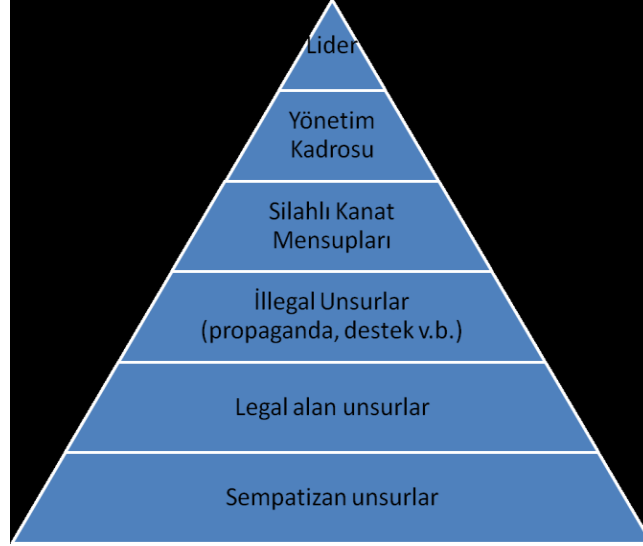 Lider
Yönetim
Kadrosu
Silahlı Kanat
Mensupları
İllegal Unsurlar
(propaganda, destek v.b.)
Legal alan unsurlar
Sempatizan unsurlar